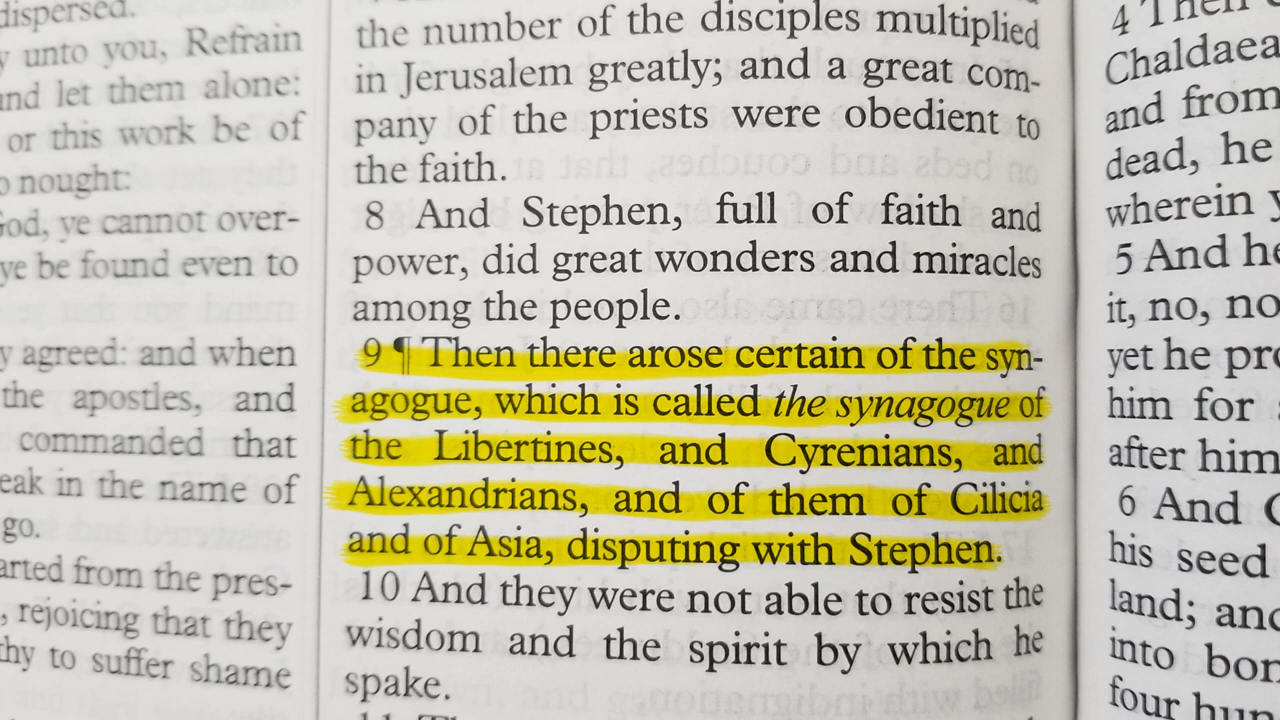 dispersed.
unto you, Refrain
and let them alone:
or this work be of
nought:
God, ye cannot over-
ye be found even to
agreed: and when
the apostles, and
commanded that
in the name of
go.
from the pres-
rejoicing that they
to suffer shame
the number of the disciples multiplied
in Jerusalem greatly; and a great com-
pany of the priests were obedient to
the faith.
8 And Stephen, full of faith and
power, did great wonders and miracles
among the people.
9 ¶ Then there arose certain of the syn-
agogue, which is called the synagogue of
the Libertines, and Cyrenians, and
Alexandrians, and of them of Cilicia
and of Asia, disputing with Stephen.
10 And they were not able to resist the
wisdom and the spirit by which he
spake.
4 Then
Chaldaea
and from
dead, he
wherein
5 And he
it, no, no
yet he
him for
after him
6 And
his seed
land; and
into
four